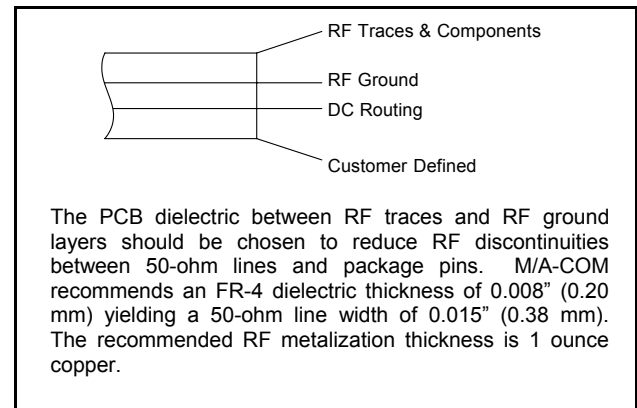 RF Traces & Components
RF Ground
DC Routing
Customer Defined
The PCB dielectric between RF traces and RF ground
layers should be chosen to reduce RF discontinuities
between 50-ohm lines and package pins. M/A-COM
recommends an FR-4 dielectric thickness of 0.008” (0.20
mm) yielding a 50-ohm line width of 0.015” (0.38 mm).
The recommended RF metalization thickness is 1 ounce
copper.